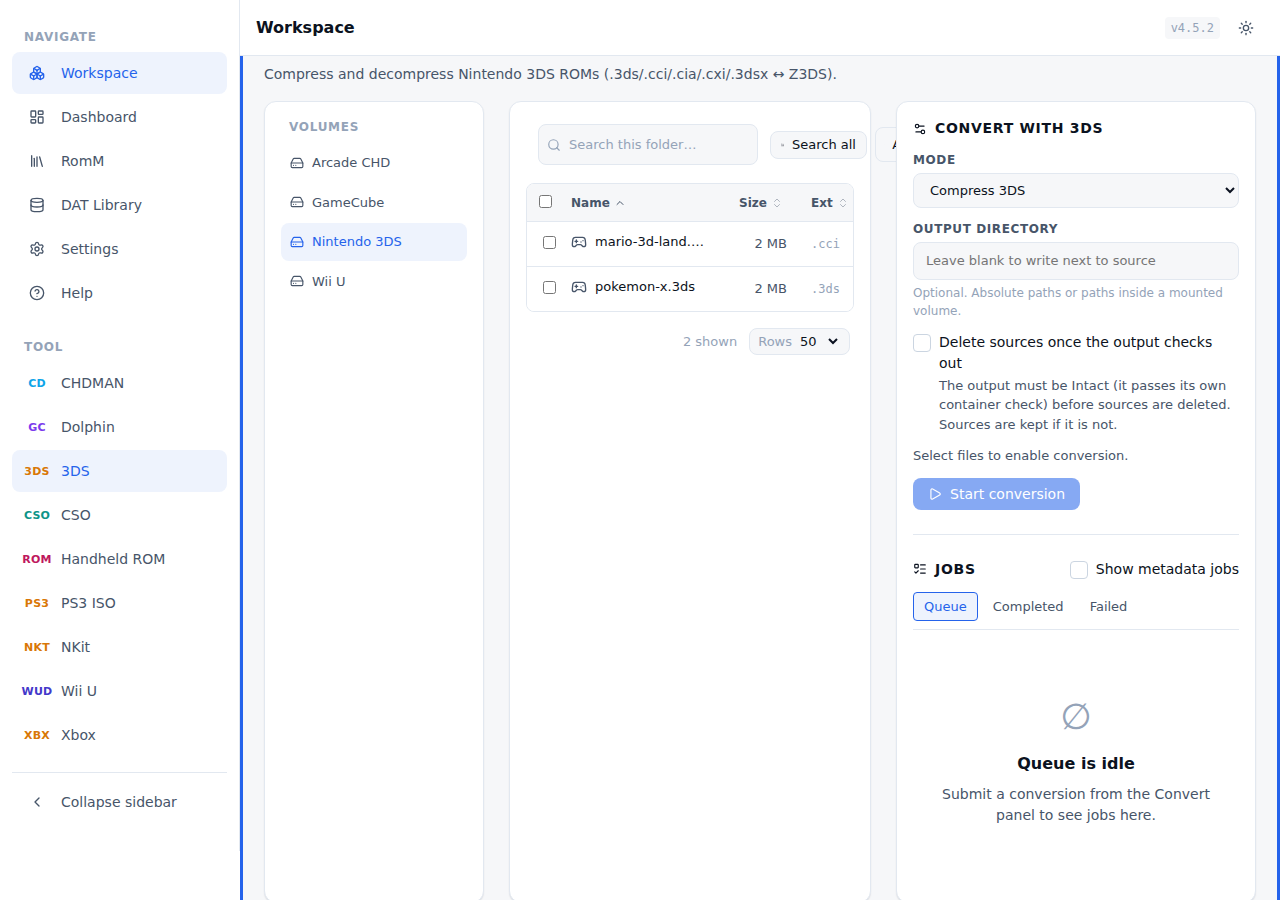 NAVIGATE
Workspace
Dashboard
RomM
DAT Library
Settings
Help
TOOL
CD CHDMAN
GC Dolphin
3DS 3DS
CSO CSO
ROM Handheld ROM
PS3 PS3 ISO
NKT NKit
WUD Wii U
XBX Xbox
Collapse sidebar
Workspace
v4.5.2
Compress and decompress Nintendo 3DS ROMs (.3ds/.cci/.cia/.cxi/.3dsx ↔ Z3DS).
VOLUMES
Arcade CHD
GameCube
Nintendo 3DS
Wii U
Search this folder…
Search all
Name Size Ext
mario-3d-land.… 2 MB .cci
pokemon-x.3ds 2 MB .3ds
2 shown Rows 50
CONVERT WITH 3DS
MODE
Compress 3DS
OUTPUT DIRECTORY
Leave blank to write next to source
Optional. Absolute paths or paths inside a mounted
volume.
Delete sources once the output checks
out
The output must be Intact (it passes its own
container check) before sources are deleted.
Sources are kept if it is not.
Select files to enable conversion.
Start conversion
JOBS Show metadata jobs
Queue Completed Failed
Queue is idle
Submit a conversion from the Convert
panel to see jobs here.